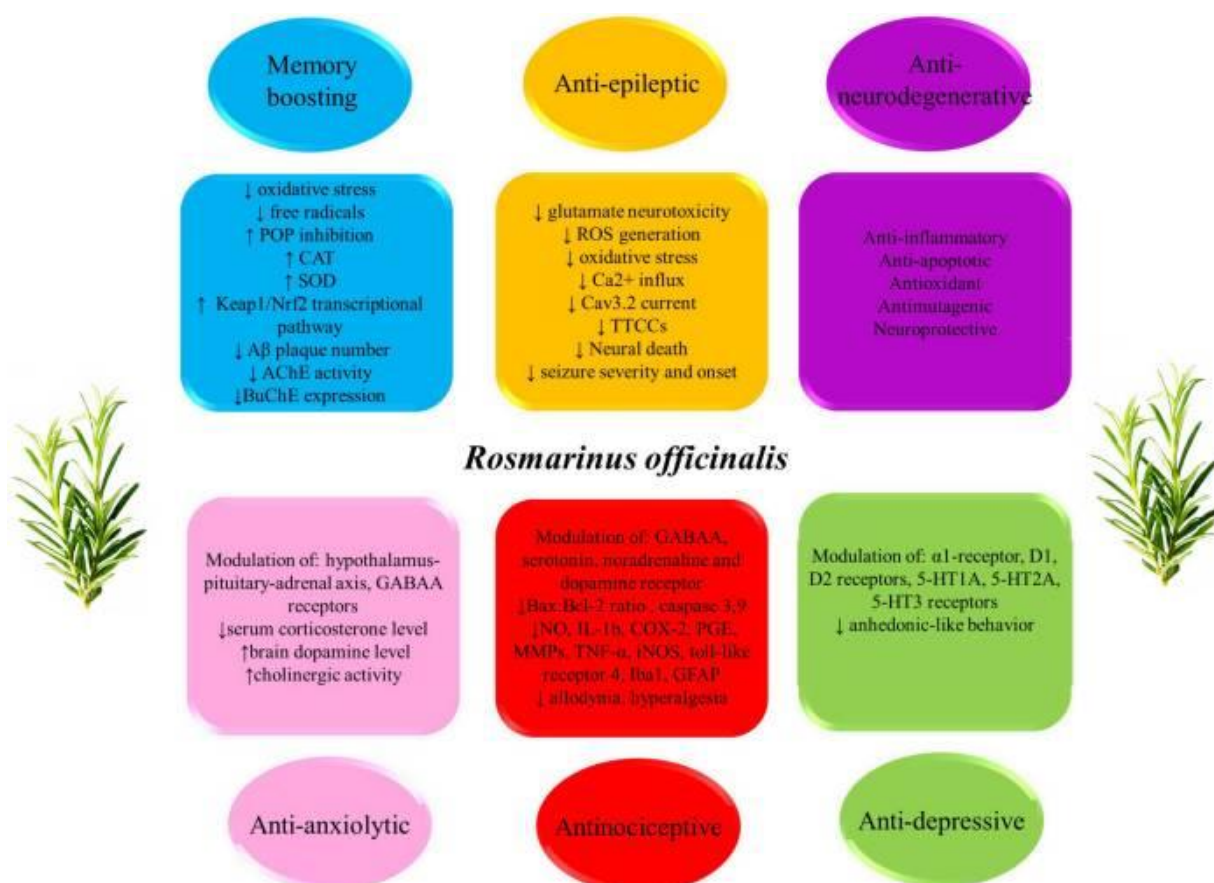 Memory
boosting
Anti-epileptic
Anti-
neurodegenerative
↓ oxidative stress
↓ free radicals
↑ POP inhibition
↑ CAT
↑ SOD
↑ Keap1/Nrf2 transcriptional
pathway
↓ Aβ plaque number
↓ AChE activity
↓BuChE expression
↓ glutamate neurotoxicity
↓ ROS generation
↓ oxidative stress
↓ Ca2+ influx
↓ Cav3.2 current
↓ TTCCs
↓ Neural death
↓ seizure severity and onset
Anti-inflammatory
Anti-apoptotic
Antioxidant
Antimutagenic
Neuroprotective
Rosmarinus officinalis
Modulation of: hypothalamus-
pituitary-adrenal axis, GABAA
receptors
↓serum corticosterone level
↑brain dopamine level
↑cholinergic activity
Modulation of: GABAA,
serotonin, noradrenaline and
dopamine receptor
↓Bax:Bcl-2 ratio , caspase 3,9
↓NO, IL-1b, COX-2, PGE,
MMPs, TNF-α, iNOS, toll-like
receptor 4, Iba1, GFAP
↓ allodyma, hyperalgesia
Modulation of: α1-receptor, D1,
D2 receptors, 5-HT1A, 5-HT2A,
5-HT3 receptors
↓ anhedonic-like behavior
Anti-anxiolytic
Antinociceptive
Anti-depressive